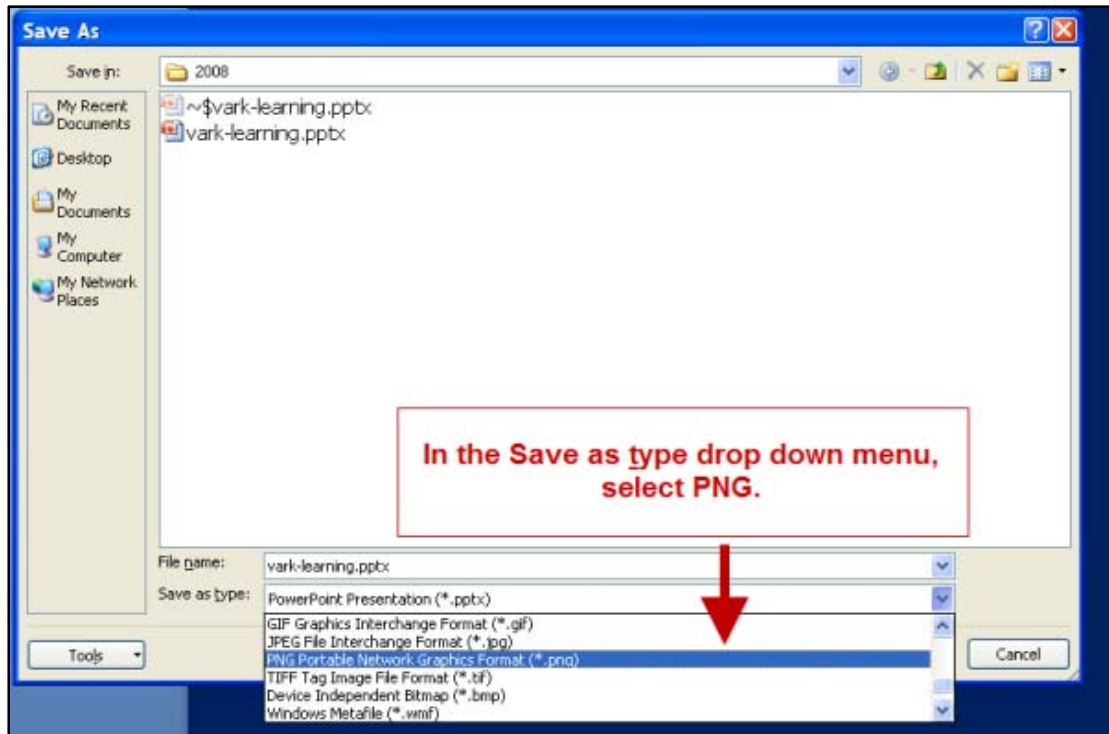 Save As
Save in:
2008
My Recent
Documents
Desktop
My
Documents
My
Computer
My Network
Places
~$vark-learning.pptx
vark-learning.pptx
In the Save as type drop down menu,
select PNG.
File name:
vark-learning.pptx
Save as type:
PowerPoint Presentation (*.pptx)
GIF Graphics Interchange Format (*.gif)
JPEG File Interchange Format (*.jpg)
PNG Portable Network Graphics Format (*.png)
TIFF Tag Image File Format (*.tif)
Device Independent Bitmap (*.bmp)
Windows Metafile (*.wmf)
Tools
Cancel